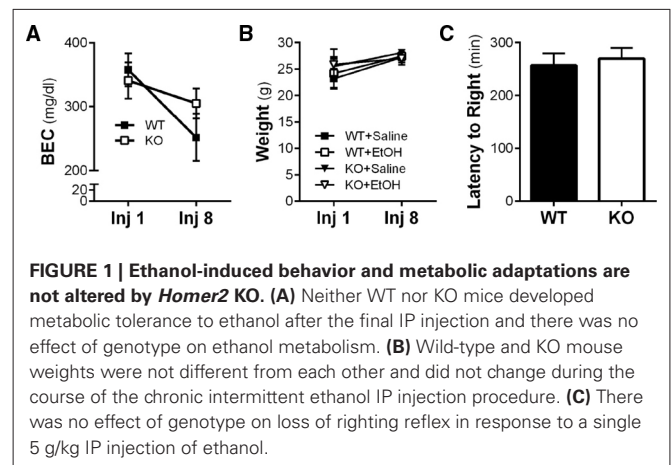 A
400
300
200
20
0
BEC (mg/dl)
WT
KO
Inj 1
Inj 8
B
30
25
20
15
10
5
0
Weight (g)
WT+Saline
WT+EtOH
KO+Saline
KO+EtOH
Inj 1
Inj 8
C
300
200
100
0
Latency to Right (min)
WT
KO
FIGURE 1 | Ethanol-induced behavior and metabolic adaptations are
not altered by Homer2 KO. (A) Neither WT nor KO mice developed
metabolic tolerance to ethanol after the final IP injection and there was no
effect of genotype on ethanol metabolism. (B) Wild-type and KO mouse
weights were not different from each other and did not change during the
course of the chronic intermittent ethanol IP injection procedure. (C) There
was no effect of genotype on loss of righting reflex in response to a single
5 g/kg IP injection of ethanol.